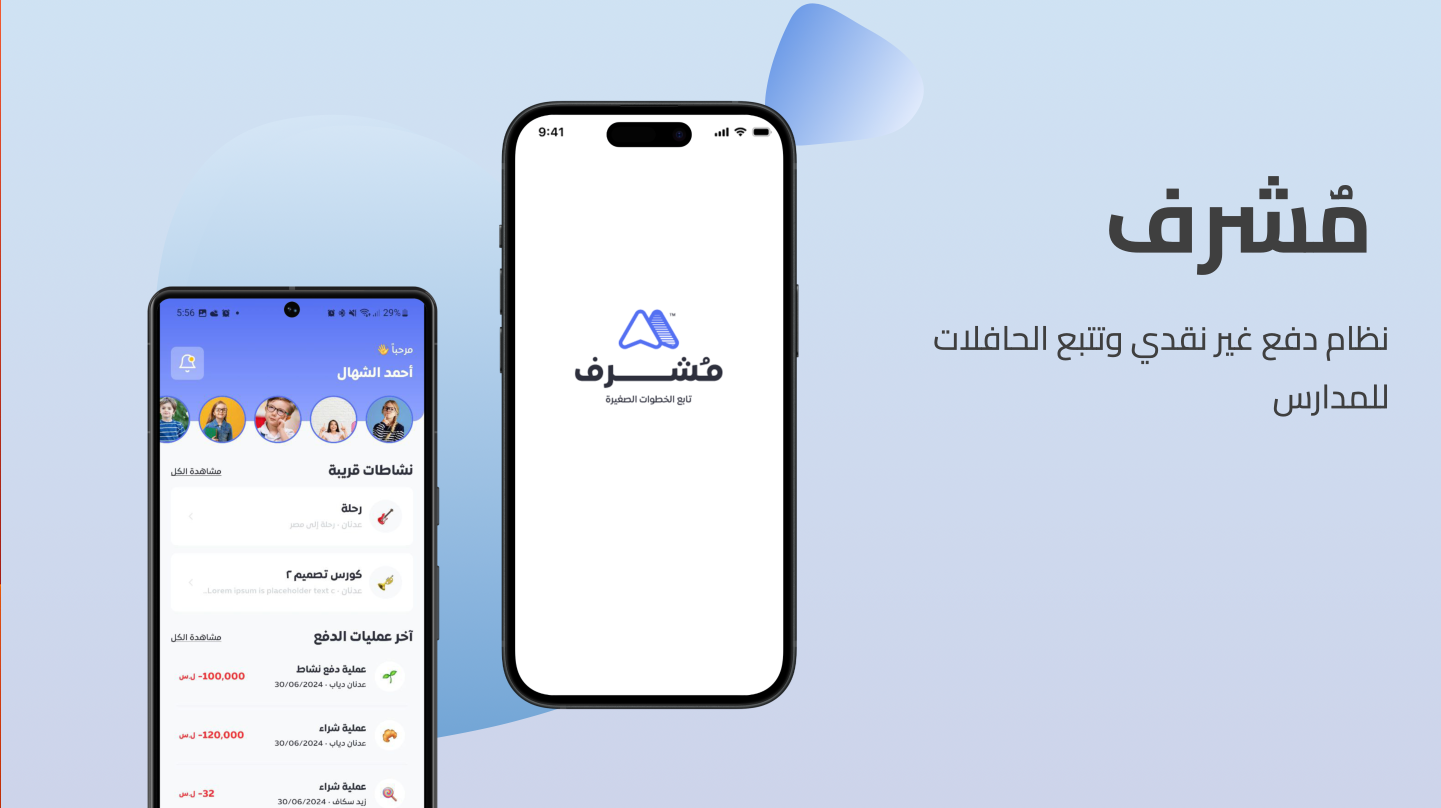 مُشرف
نظام دفع غير نقدي وتتبع الحافلات
للمدارس
9:41
™
مُشـــرف
تابع الخطوات الصغيرة
5:56
29%
مرحباً 👋
أحمد الشهال
نشاطات قريبة
مشاهدة الكل
رحلة
عدنان - رحلة إلى مصر
كورس تصميم ٢
عدنان - Lorem ipsum is placeholder text c..
آخر عمليات الدفع
مشاهدة الكل
عملية دفع نشاط
عدنان دياب - 30/06/2024
-100,000 ل.س
عملية شراء
عدنان دياب - 30/06/2024
-120,000 ل.س
عملية شراء
زيد سكاف - 30/06/2024
-32 ل.س